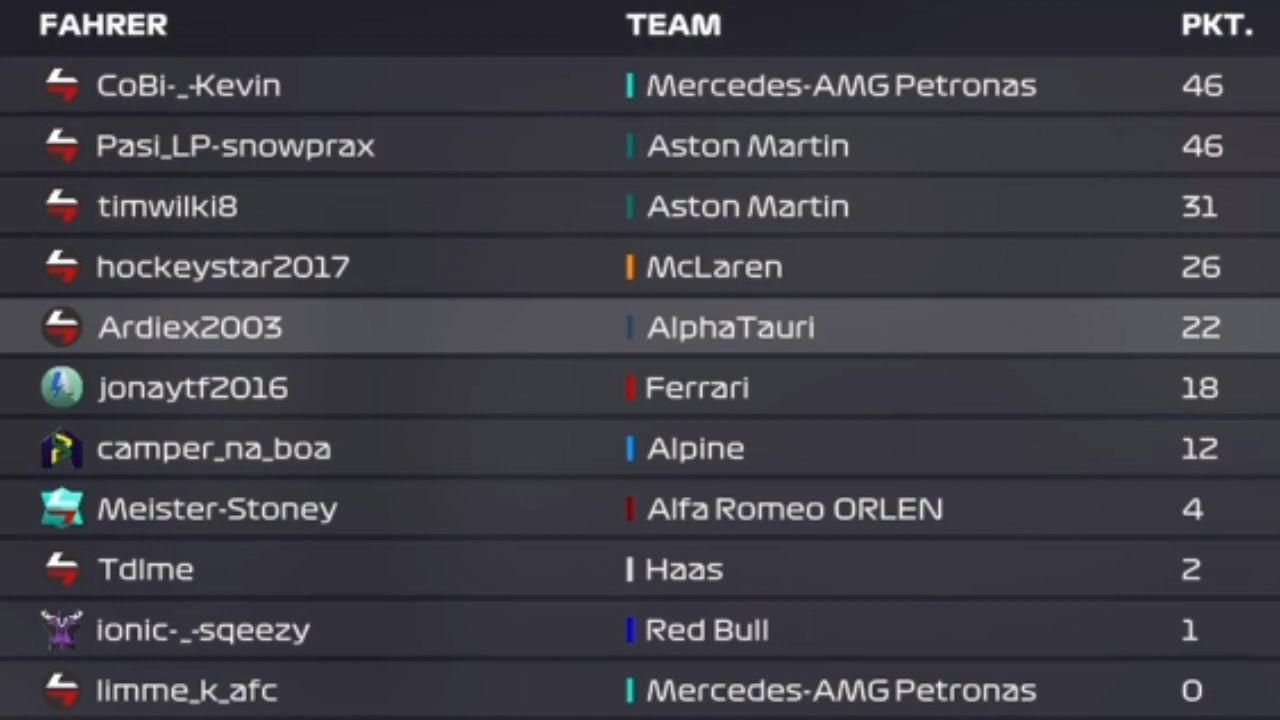 FAHRER TEAM PKT.
CoBi-_-Kevin Mercedes-AMG Petronas 46
Pasi_LP-snowprax Aston Martin 46
timwilki8 Aston Martin 31
hockeystar2017 McLaren 26
Ardiex2003 AlphaTauri 22
jonaytf2016 Ferrari 18
camper_na_boa Alpine 12
Meister-Stoney Alfa Romeo ORLEN 4
Tdlme Haas 2
ionic-_-sqeezy Red Bull 1
limme_k_afc Mercedes-AMG Petronas 0